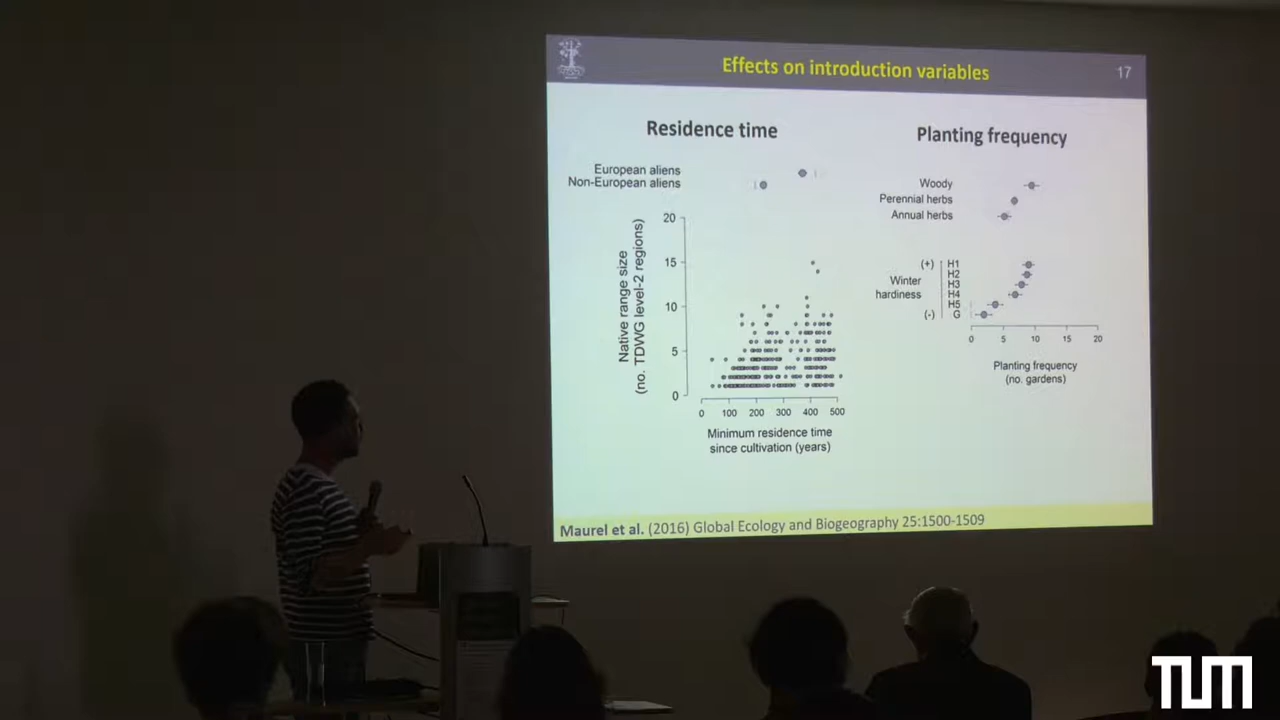 Effects on introduction variables
17
Residence time
European aliens
Non-European aliens
Native range size
(no. TDWG level-2 regions)
20
15
10
5
0
0 100 200 300 400 500
Minimum residence time
since cultivation (years)
Planting frequency
Woody
Perennial herbs
Annual herbs
Winter
hardiness
(+)
(-)
H1
H2
H3
H4
H5
G
0 5 10 15 20
Planting frequency
(no. gardens)
Maurel et al. (2016) Global Ecology and Biogeography 25:1500-1509
TUM